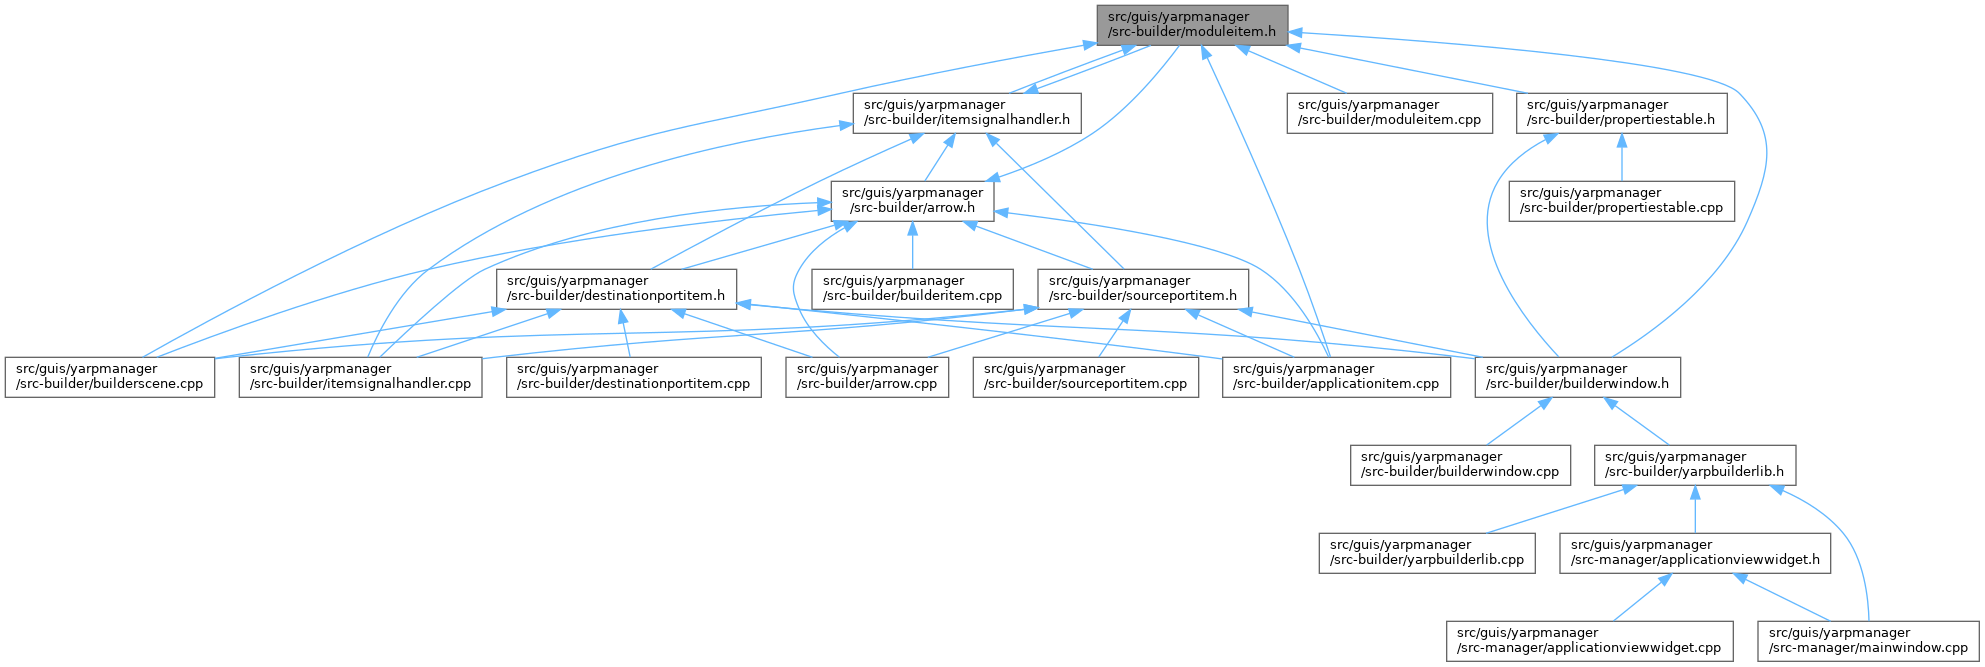 src/guis/yarpmanager
/src-builder/moduleitem.h
src/guis/yarpmanager
/src-builder/itemsignalhandler.h
src/guis/yarpmanager
/src-builder/moduleitem.cpp
src/guis/yarpmanager
/src-builder/propertiestable.h
src/guis/yarpmanager
/src-builder/arrow.h
src/guis/yarpmanager
/src-builder/propertiestable.cpp
src/guis/yarpmanager
/src-builder/destinationportitem.h
src/guis/yarpmanager
/src-builder/builderitem.cpp
src/guis/yarpmanager
/src-builder/sourceportitem.h
src/guis/yarpmanager
/src-builder/builderscene.cpp
src/guis/yarpmanager
/src-builder/itemsignalhandler.cpp
src/guis/yarpmanager
/src-builder/destinationportitem.cpp
src/guis/yarpmanager
/src-builder/arrow.cpp
src/guis/yarpmanager
/src-builder/sourceportitem.cpp
src/guis/yarpmanager
/src-builder/applicationitem.cpp
src/guis/yarpmanager
/src-builder/builderwindow.h
src/guis/yarpmanager
/src-builder/builderwindow.cpp
src/guis/yarpmanager
/src-builder/yarpbuilderlib.h
src/guis/yarpmanager
/src-builder/yarpbuilderlib.cpp
src/guis/yarpmanager
/src-manager/applicationviewwidget.h
src/guis/yarpmanager
/src-manager/applicationviewwidget.cpp
src/guis/yarpmanager
/src-manager/mainwindow.cpp